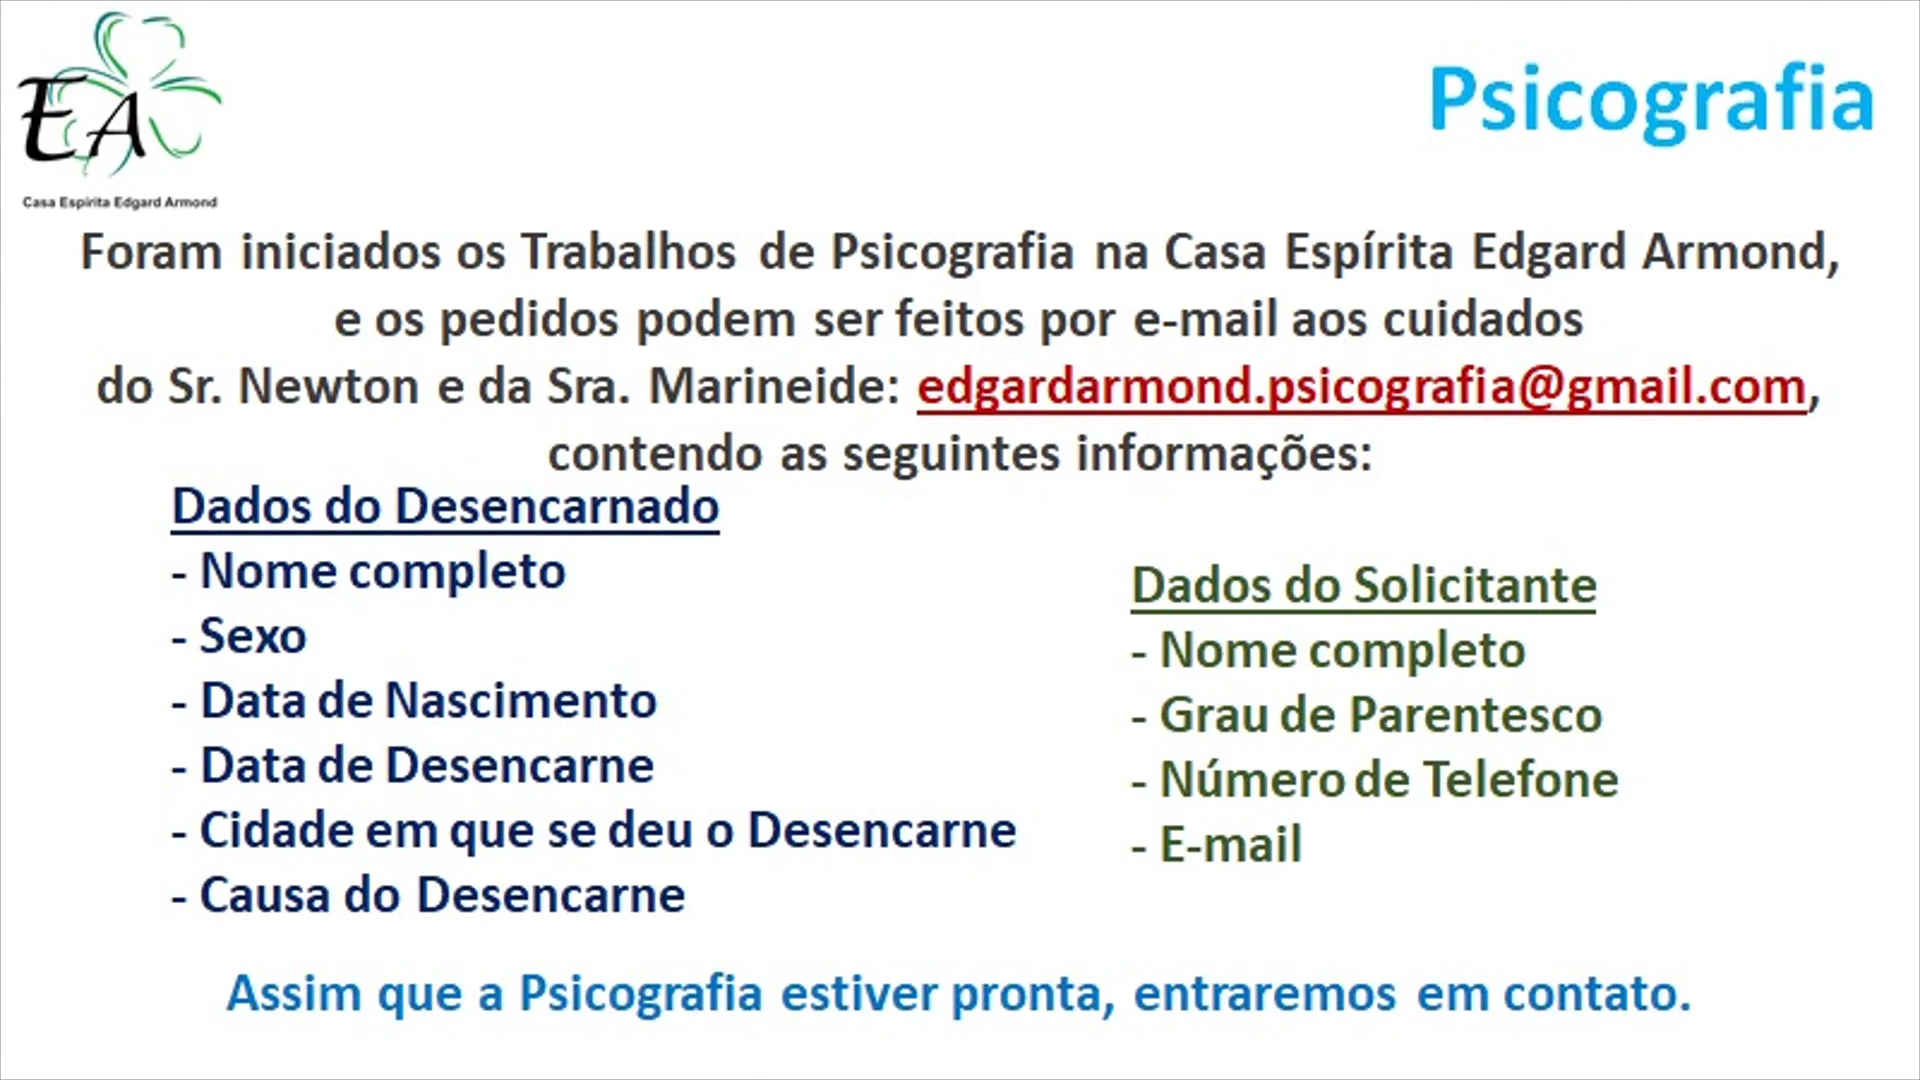 EA
Casa Espírita Edgard Armond
Psicografia
Foram iniciados os Trabalhos de Psicografia na Casa Espírita Edgard Armond,
e os pedidos podem ser feitos por e-mail aos cuidados
do Sr. Newton e da Sra. Marineide: edgardarmond.psicografia@gmail.com,
contendo as seguintes informações:
Dados do Desencarnado
- Nome completo
- Sexo
- Data de Nascimento
- Data de Desencarne
- Cidade em que se deu o Desencarne
- Causa do Desencarne
Dados do Solicitante
- Nome completo
- Grau de Parentesco
- Número de Telefone
- E-mail
Assim que a Psicografia estiver pronta, entraremos em contato.